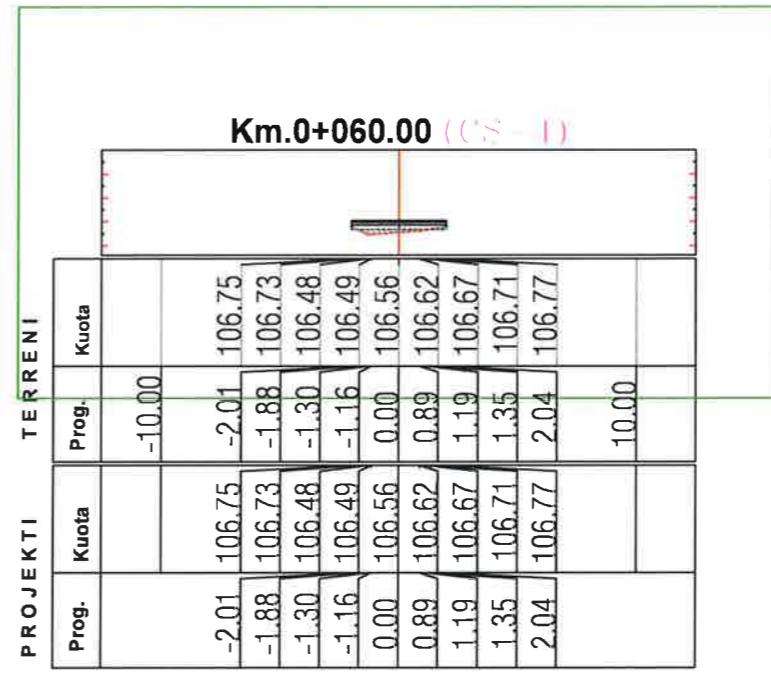 Km.0+060.00 (CS - 1)
TERRENI
Kuota 106.75 106.73 106.48 106.49 106.56 106.62 106.67 106.71 106.77
Prog. -10.00 -2.01 -1.88 -1.30 -1.16 0.00 0.89 1.19 1.35 2.04 10.00
PROJEKTI
Kuota 106.75 106.73 106.48 106.49 106.56 106.62 106.67 106.71 106.77
Prog. -2.01 -1.88 -1.30 -1.16 0.00 0.89 1.19 1.35 2.04